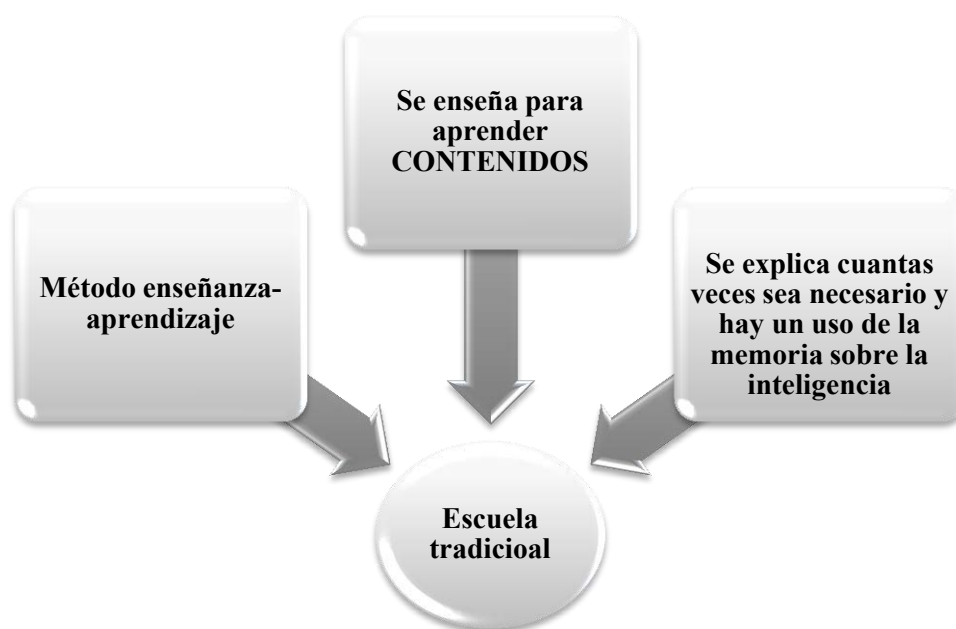 Se enseña para
aprender
CONTENIDOS
Método enseñanza-
aprendizaje
Se explica cuantas
veces sea necesario y
hay un uso de la
memoria sobre la
inteligencia
Escuela
tradicioal